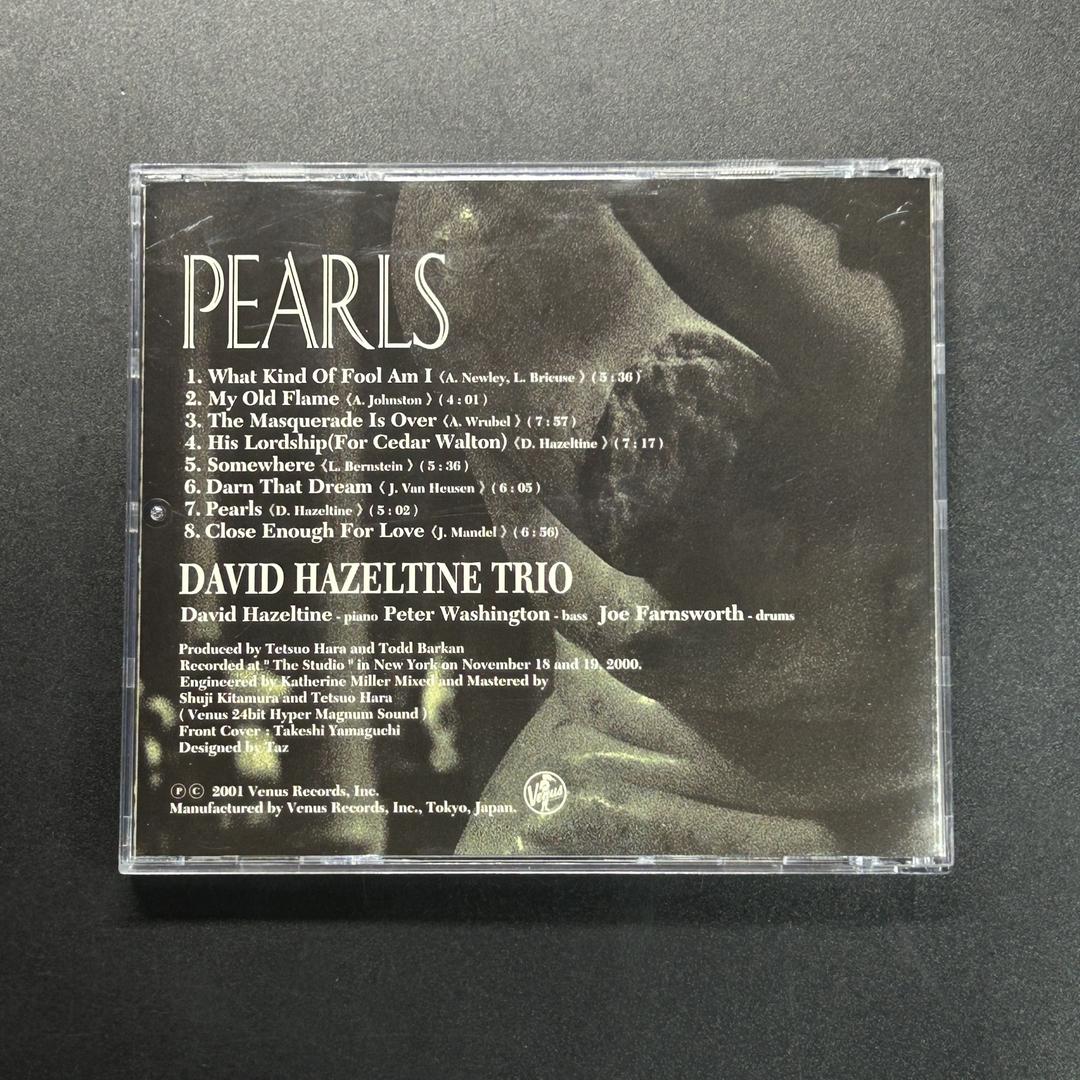 PEARLS
1. What Kind Of Fool Am I 〈A. Newley, L. Bricuse 〉( 5 : 36 )
2. My Old Flame 〈A. Johnston 〉( 4 : 01 )
3. The Masquerade Is Over 〈A. Wrubel 〉( 7 : 57 )
4. His Lordship(For Cedar Walton) 〈D. Hazeltine 〉( 7 : 17 )
5. Somewhere 〈L. Bernstein 〉( 5 : 36 )
6. Darn That Dream 〈 J. Van Heusen 〉( 6 : 05 )
7. Pearls 〈D. Hazeltine 〉( 5 : 02 )
8. Close Enough For Love 〈J. Mandel 〉( 6 : 56)
DAVID HAZELTINE TRIO
David Hazeltine - piano Peter Washington - bass Joe Farnsworth - drums
Produced by Tetsuo Hara and Todd Barkan
Recorded at " The Studio " in New York on November 18 and 19, 2000.
Engineered by Katherine Miller Mixed and Mastered by
Shuji Kitamura and Tetsuo Hara
( Venus 24bit Hyper Magnum Sound )
Front Cover : Takeshi Yamaguchi
Designed by Taz
Ⓟ Ⓒ 2001 Venus Records, Inc.
Manufactured by Venus Records, Inc., Tokyo, Japan.
Venus